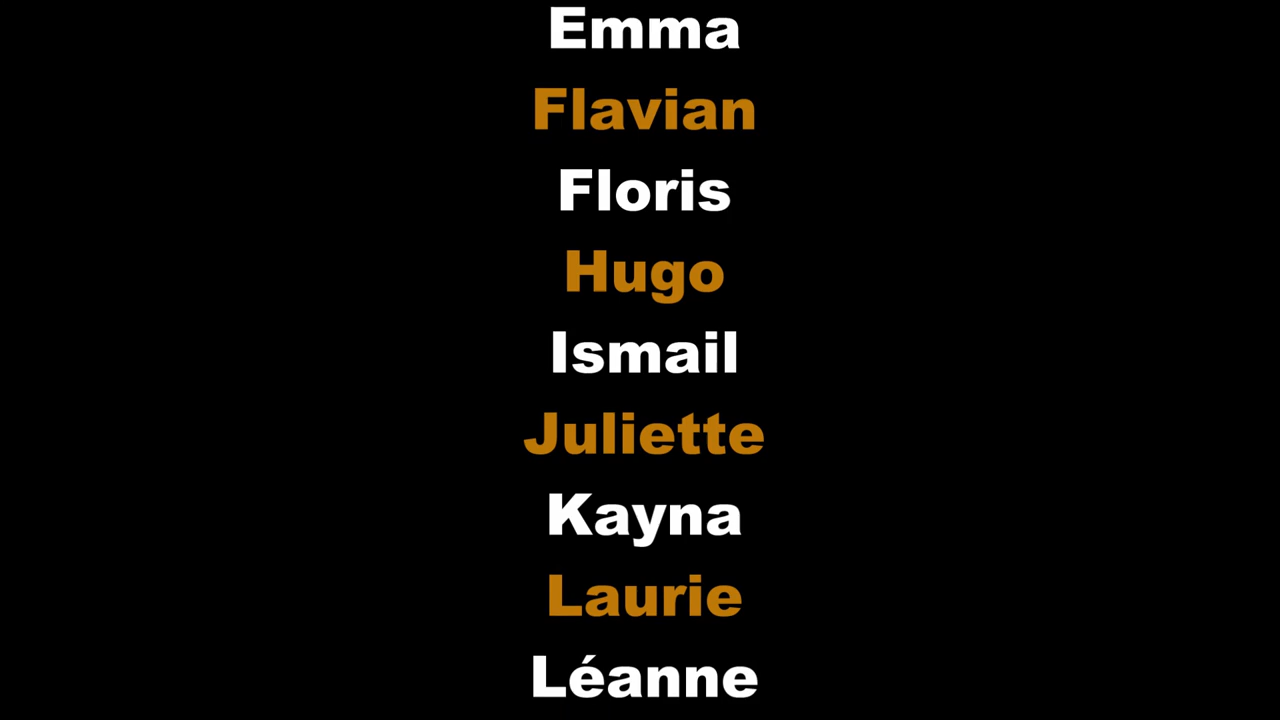 Emma
Flavian
Floris
Hugo
Ismail
Juliette
Kayna
Laurie
Léanne